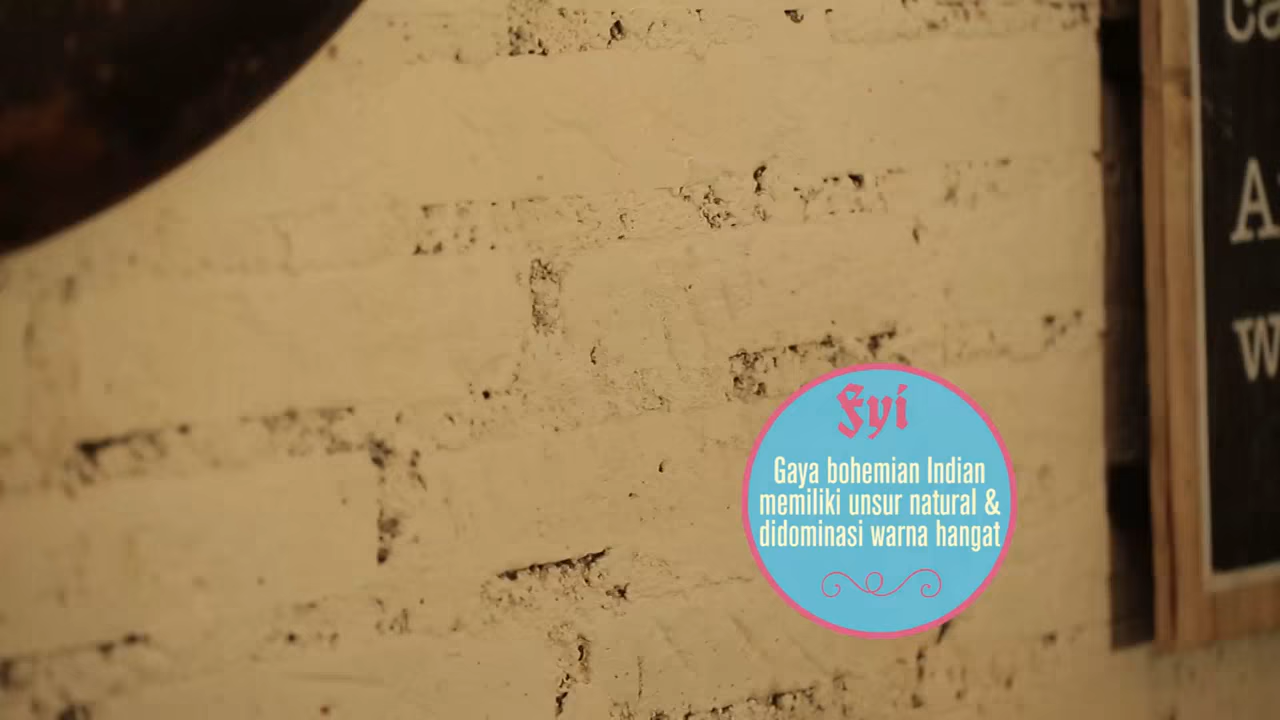 Fyi
Gaya bohemian Indian
memiliki unsur natural &
didominasi warna hangat